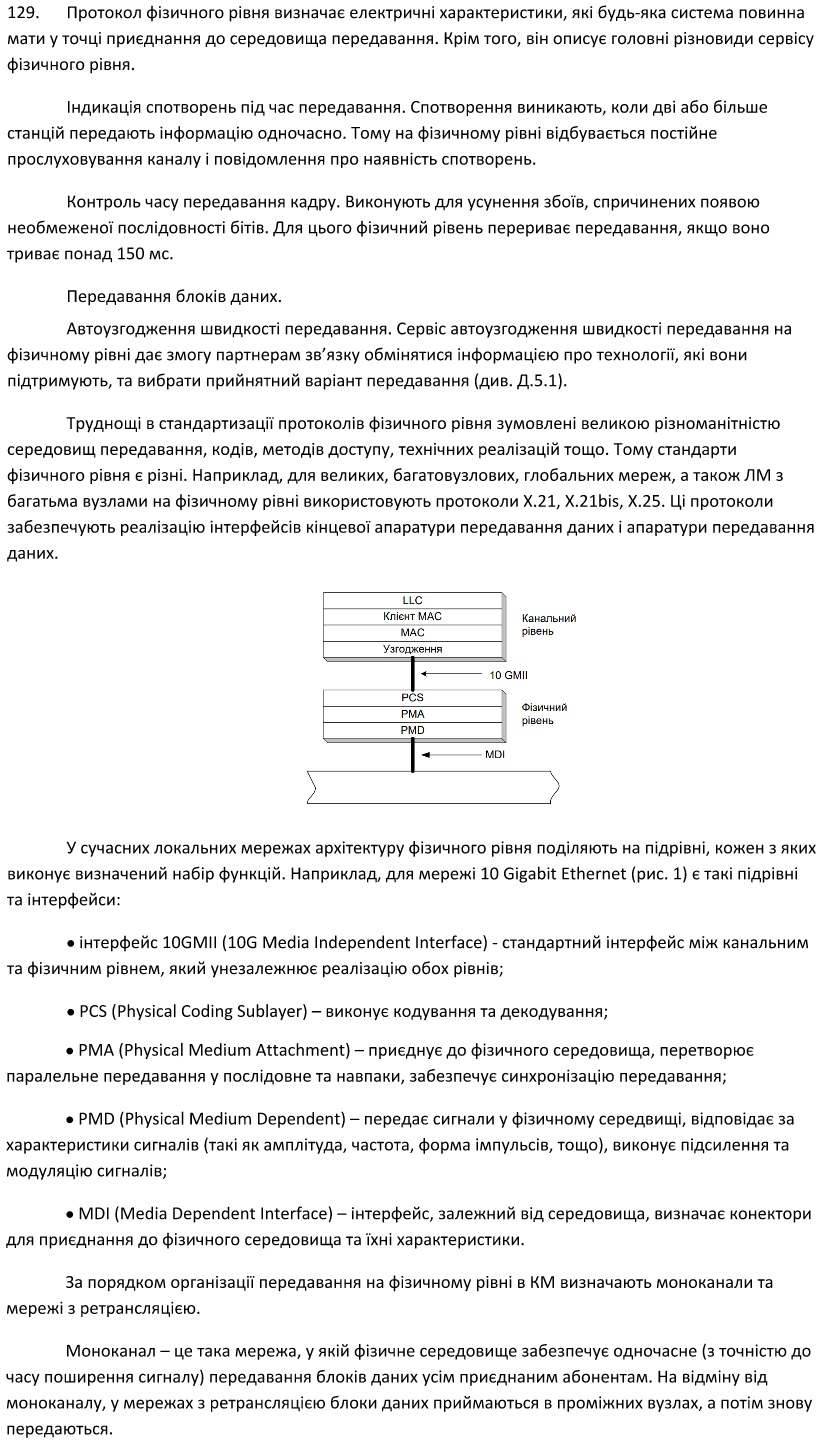 129. Протокол фізичного рівня визначає електричні характеристики, які будь-яка система повинна
мати у точці приєднання до середовища передавання. Крім того, він описує головні різновиди сервісу
фізичного рівня.
Індикація спотворень під час передавання. Спотворення виникають, коли дві або більше
станцій передають інформацію одночасно. Тому на фізичному рівні відбувається постійне
прослуховування каналу і повідомлення про наявність спотворень.
Контроль часу передавання кадру. Виконують для усунення збоїв, спричинених появою
необмеженої послідовності бітів. Для цього фізичний рівень перериває передавання, якщо воно
триває понад 150 мс.
Передавання блоків даних.
Автоузгодження швидкості передавання. Сервіс автоузгодження швидкості передавання на
фізичному рівні дає змогу партнерам зв’язку обмінятися інформацією про технології, які вони
підтримують, та вибрати прийнятний варіант передавання (див. Д.5.1).
Труднощі в стандартизації протоколів фізичного рівня зумовлені великою різноманітністю
середовищ передавання, кодів, методів доступу, технічних реалізацій тощо. Тому стандарти
фізичного рівня є різні. Наприклад, для великих, багатовузлових, глобальних мереж, а також ЛМ з
багатьма вузлами на фізичному рівні використовують протоколи X.21, X.21bis, X.25. Ці протоколи
забезпечують реалізацію інтерфейсів кінцевої апаратури передавання даних і апаратури передавання
даних.
LLC
Клієнт MAC
MAC
Узгодження
Канальний
рівень
10 GMII
PCS
PMA
PMD
Фізичний
рівень
MDI
У сучасних локальних мережах архітектуру фізичного рівня поділяють на підрівні, кожен з яких
виконує визначений набір функцій. Наприклад, для мережі 10 Gigabit Ethernet (рис. 1) є такі підрівні
та інтерфейси:
● інтерфейс 10GMII (10G Media Independent Interface) - стандартний інтерфейс між канальним
та фізичним рівнем, який унезалежнює реалізацію обох рівнів;
● PCS (Physical Coding Sublayer) – виконує кодування та декодування;
● PMA (Physical Medium Attachment) – приєднує до фізичного середовища, перетворює
паралельне передавання у послідовне та навпаки, забезпечує синхронізацію передавання;
● PMD (Physical Medium Dependent) – передає сигнали у фізичному середвищі, відповідає за
характеристики сигналів (такі як амплітуда, частота, форма імпульсів, тощо), виконує підсилення та
модуляцію сигналів;
● MDI (Media Dependent Interface) – інтерфейс, залежний від середовища, визначає конектори
для приєднання до фізичного середовища та їхні характеристики.
За порядком організації передавання на фізичному рівні в КМ визначають моноканали та
мережі з ретрансляцією.
Моноканал – це така мережа, у якій фізичне середовище забезпечує одночасне (з точністю до
часу поширення сигналу) передавання блоків даних усім приєднаним абонентам. На відміну від
моноканалу, у мережах з ретрансляцією блоки даних приймаються в проміжних вузлах, а потім знову
передаються.